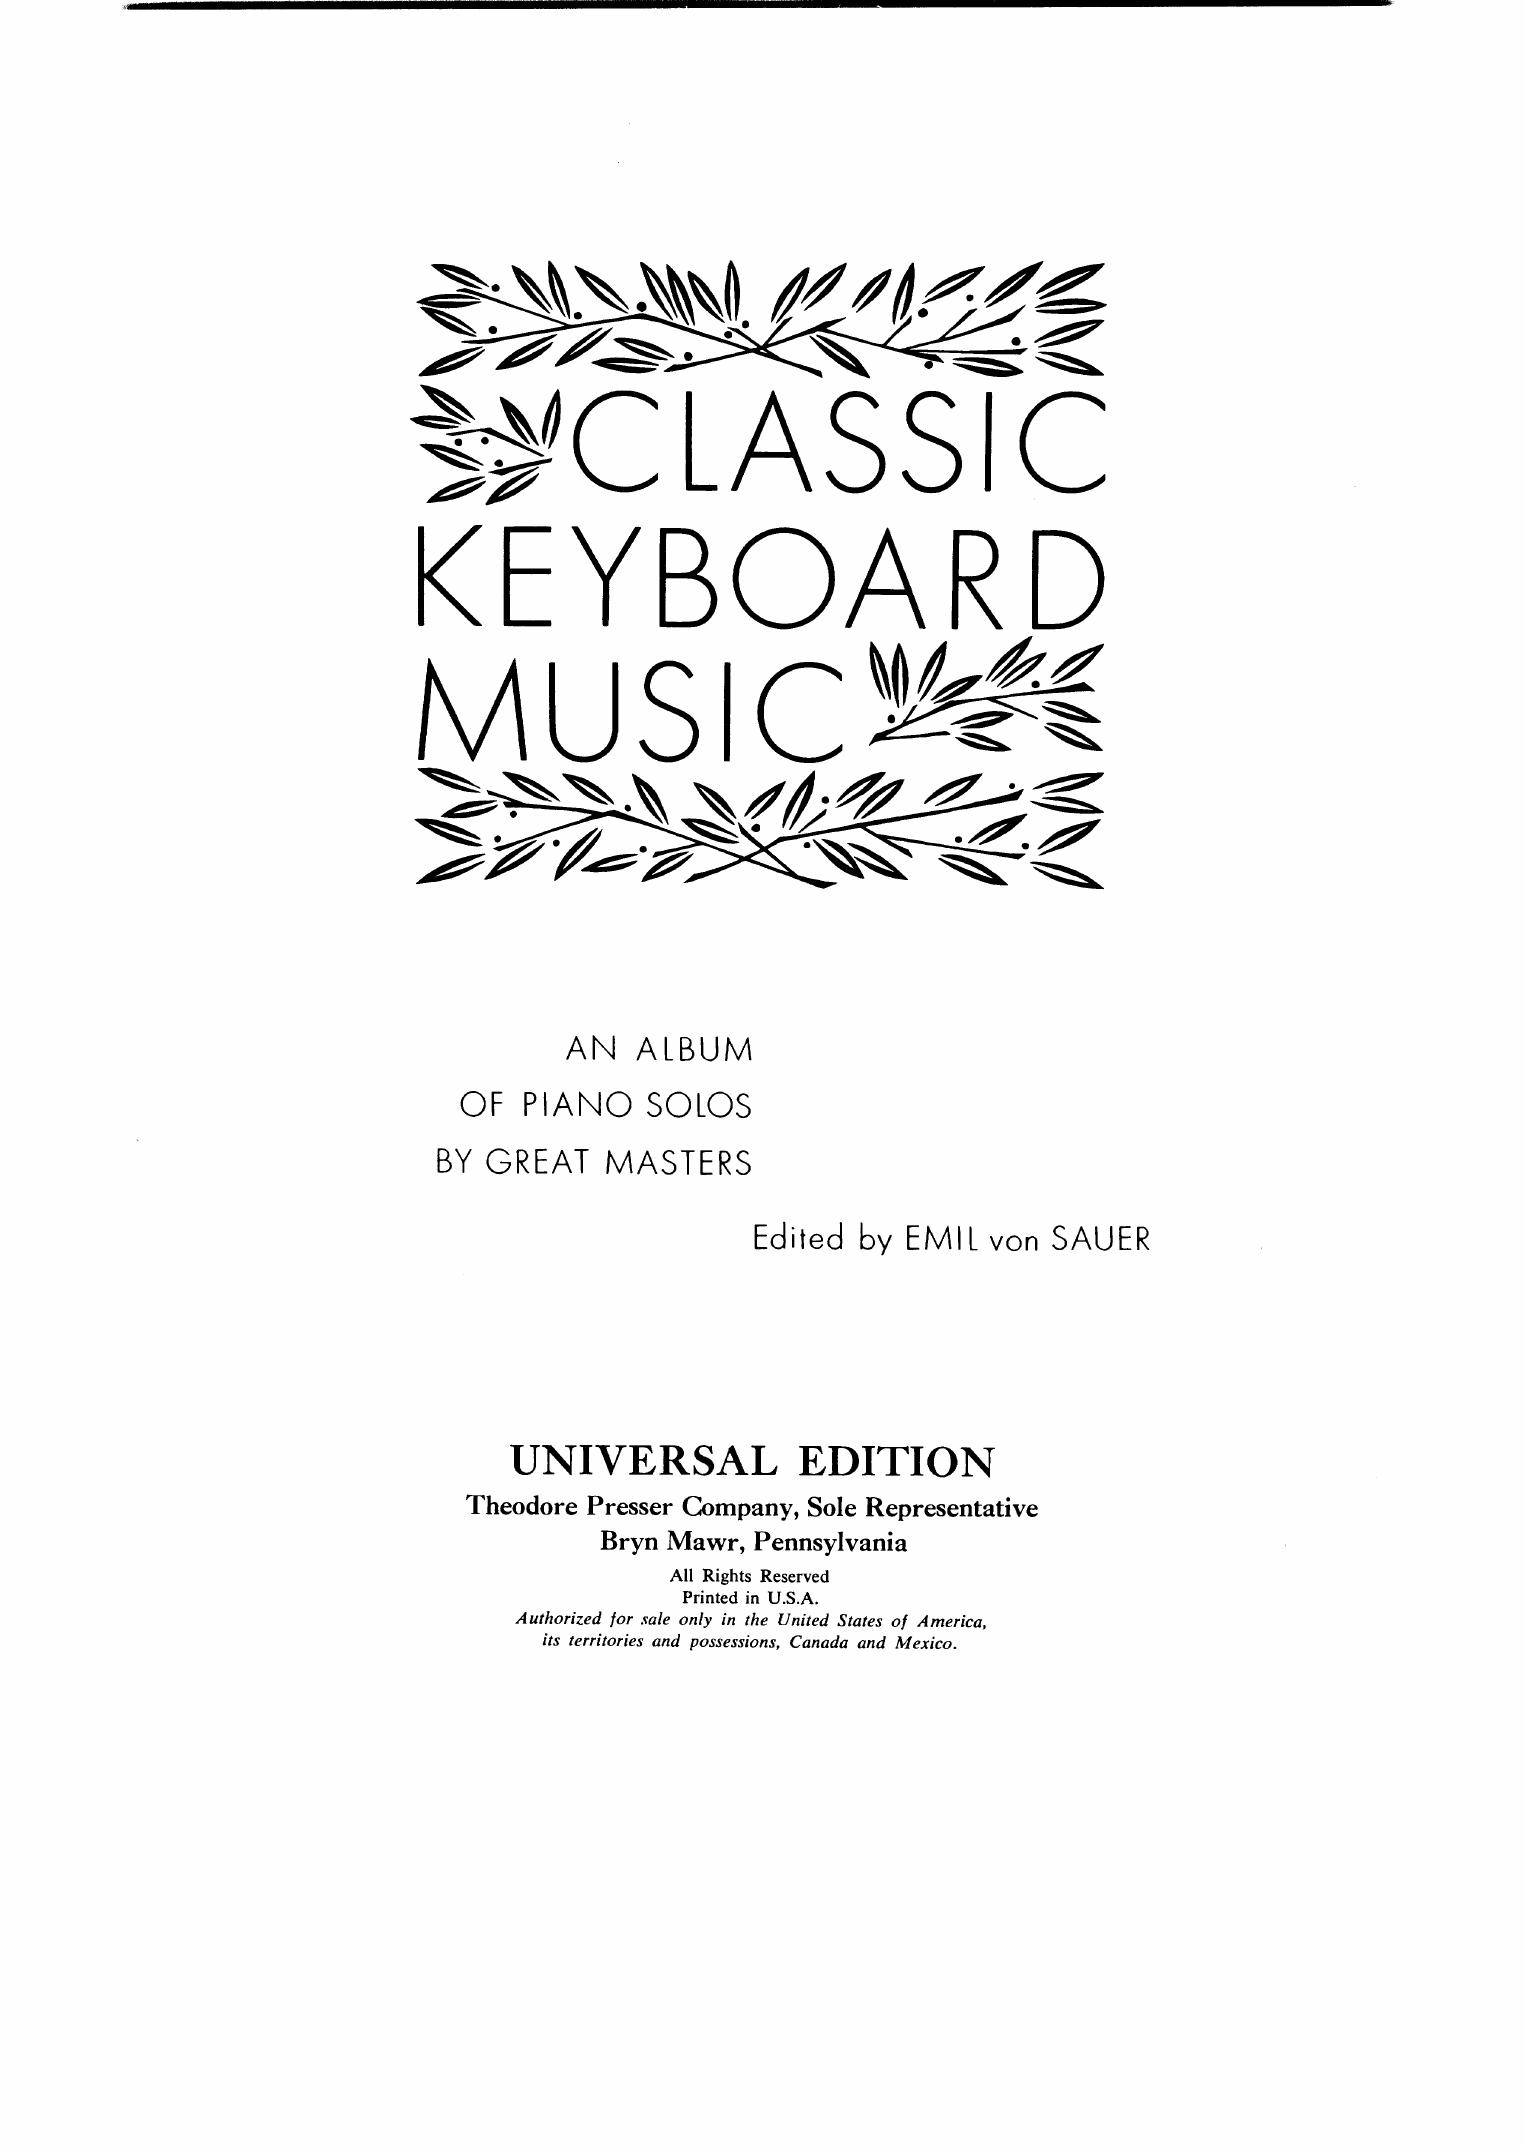 CLASSIC
KEYBOARD
MUSIC
AN ALBUM
OF PIANO SOLOS
BY GREAT MASTERS
Edited by EMIL von SAUER
UNIVERSAL EDITION
Theodore Presser Company, Sole Representative
Bryn Mawr, Pennsylvania
All Rights Reserved
Printed in U.S.A.
Authorized for sale only in the United States of America,
its territories and possessions, Canada and Mexico.